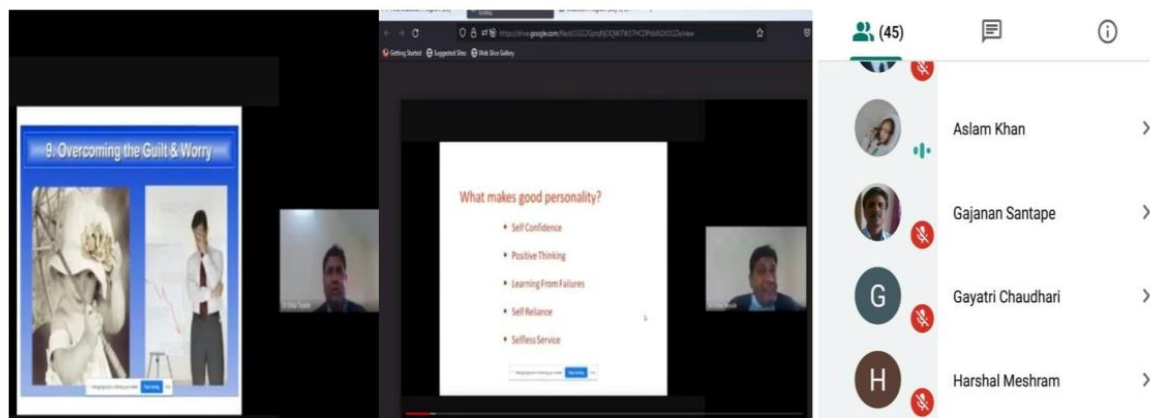 9. Overcoming the Guilt & Worry
Getting Started Suggested Sites Web Slice Gallery
What makes good personality?
• Self Confidence
• Positive Thinking
• Learning From Failures
• Self Reliance
• Selfless Service
(45)
Aslam Khan
Gajanan Santape
G
Gayatri Chaudhari
H
Harshal Meshram